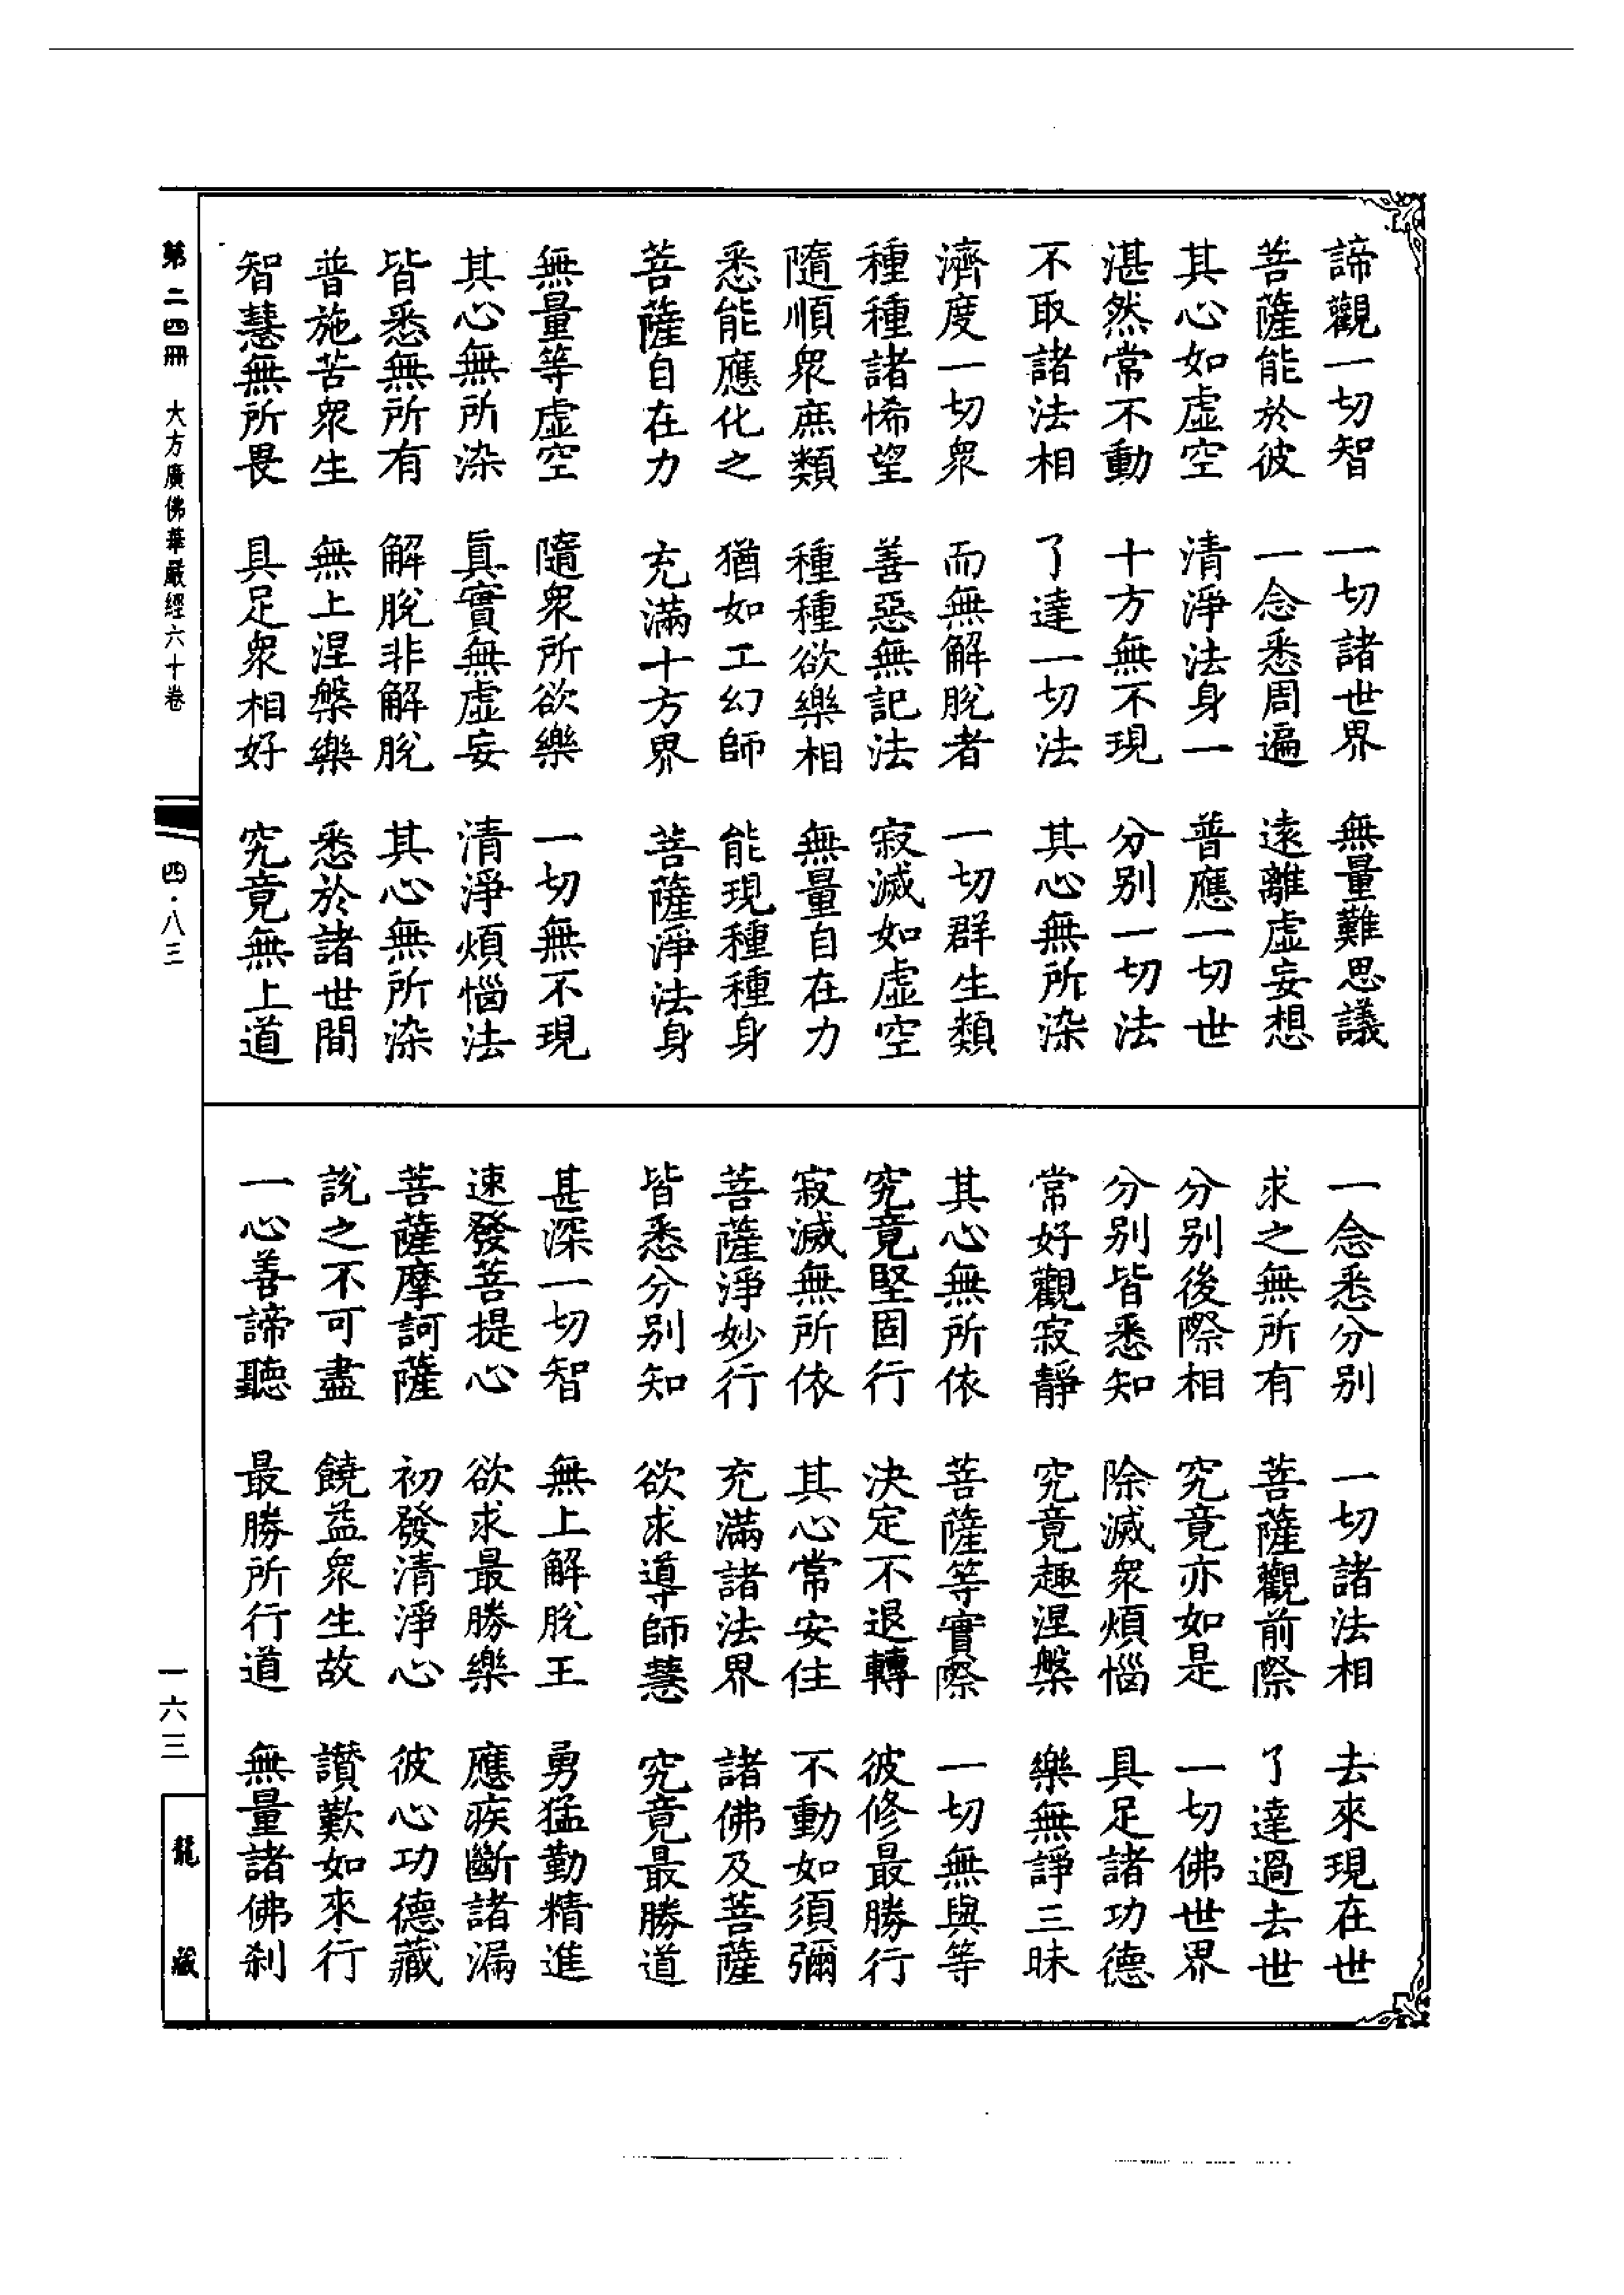 諦觀一切智　一切諸世界　無量難思議
菩薩能於彼　一念悉周遍　遠離虛妄想
其心如虛空　清淨法身一　普應一切世
湛然常不動　十方無不現　分别一切法
不取諸法相　了達一切法　其心無所染
濟度一切衆　而無解脫者　一切群生類
種種諸悕望　善惡無記法　寂滅如虛空
隨順衆庶類　種種欲樂相　無量自在力
悉能應化之　猶如工幻師　能現種種身
菩薩自在力　充滿十方界　菩薩淨法身
無量等虛空　隨衆所欲樂　一切無不現
其心無所染　眞實無虛妄　清淨煩惱法
皆悉無所有　解脫非解脫　其心無所染
普施苦衆生　無上涅槃樂　悉於諸世間
智慧無所畏　具足衆相好　究竟無上道
一念悉分别　一切諸法相　去來現在世
求之無所有　菩薩觀前際　了達過去世
分别後際相　究竟亦如是　一切佛世界
分别皆悉知　除滅衆煩惱　具足諸功德
常好觀寂靜　究竟趣涅槃　樂無諍三昧
其心無所依　菩薩等實際　一切無與等
究竟堅固行　決定不退轉　彼修最勝行
寂滅無所依　其心常安住　不動如須彌
菩薩淨妙行　充滿諸法界　諸佛及菩薩
皆悉分别知　欲求導師慧　究竟最勝道
甚深一切智　無上解脫王　勇猛勤精進
速發菩提心　欲求最勝樂　應疾斷諸漏
菩薩摩訶薩　初發清淨心　彼心功德藏
說之不可盡　饒益衆生故　讃歎如來行
一心善諦聽　最勝所行道　無量諸佛刹
第二四冊　大方廣佛華嚴經六十卷　四·八三
一六三
龍藏